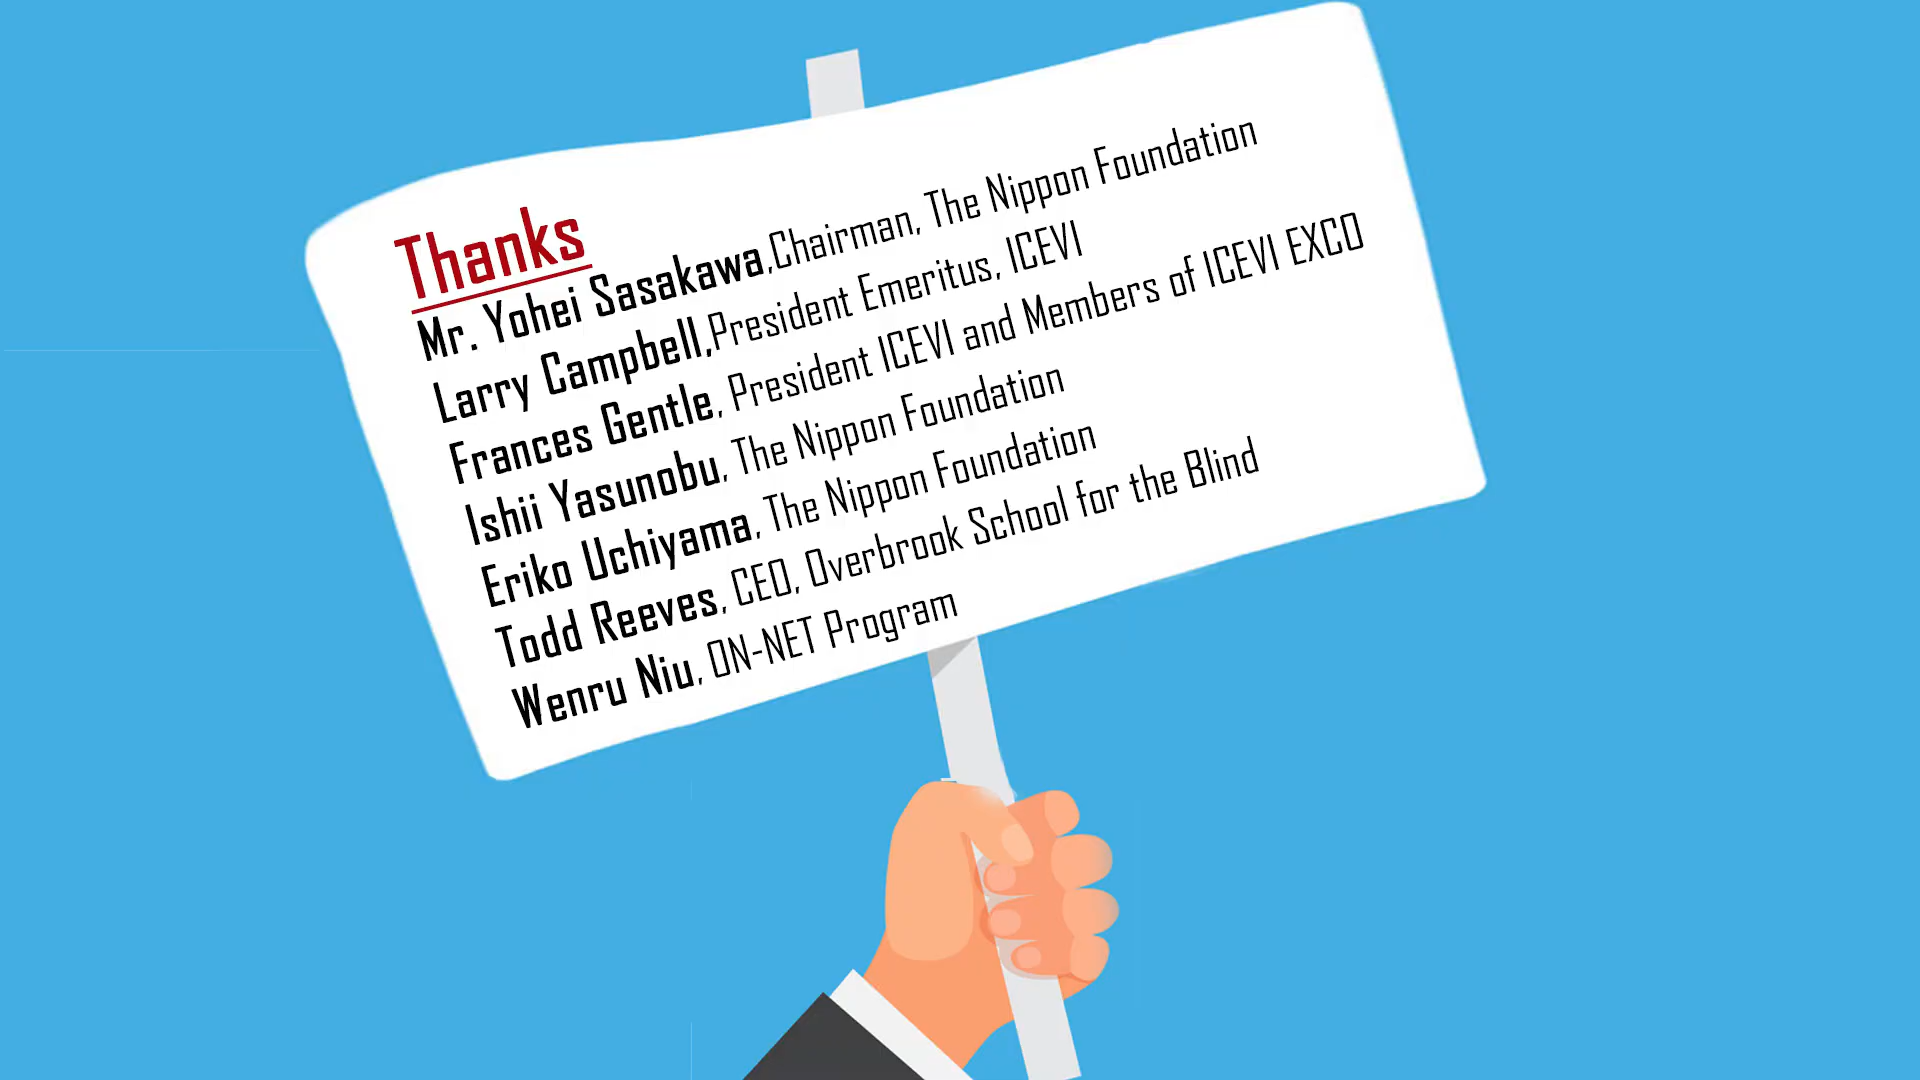 Thanks
Mr. Yohei Sasakawa,Chairman, The Nippon Foundation
Larry Campbell,President Emeritus, ICEVI
Frances Gentle, President ICEVI and Members of ICEVI EXCO
Ishii Yasunobu, The Nippon Foundation
Eriko Uchiyama, The Nippon Foundation
Todd Reeves, CEO, Overbrook School for the Blind
Wenru Niu, ON-NET Program